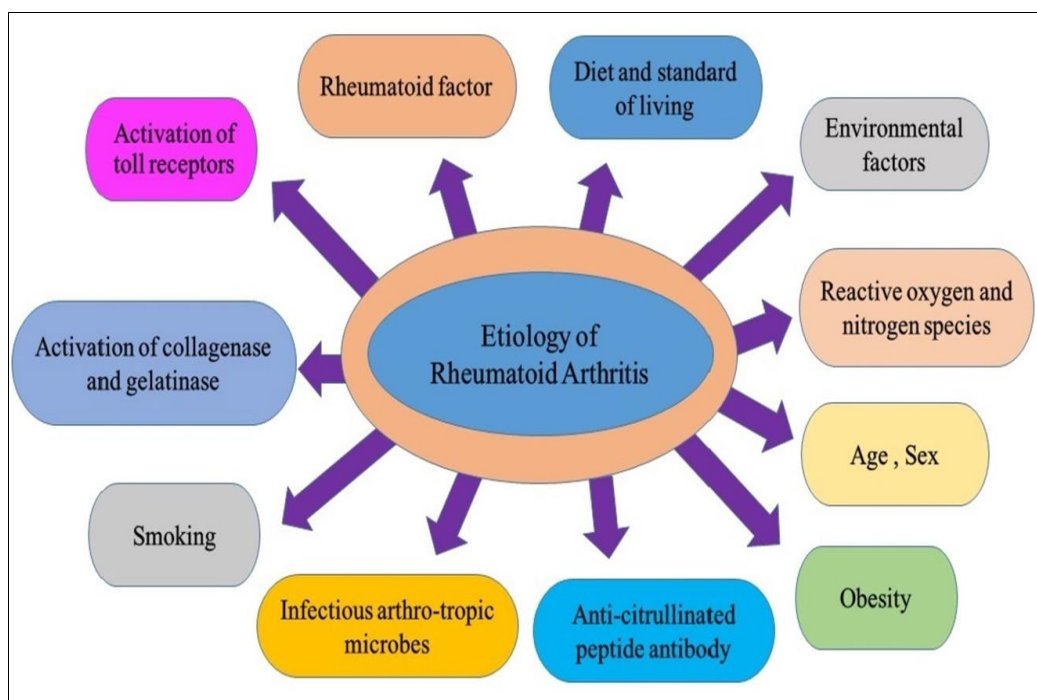 Rheumatoid factor
Diet and standard
of living
Activation of
toll receptors
Environmental
factors
Reactive oxygen and
nitrogen species
Etiology of
Rheumatoid Arthritis
Activation of collagenase
and gelatinase
Age , Sex
Smoking
Obesity
Infectious arthro-tropic
microbes
Anti-citrullinated
peptide antibody